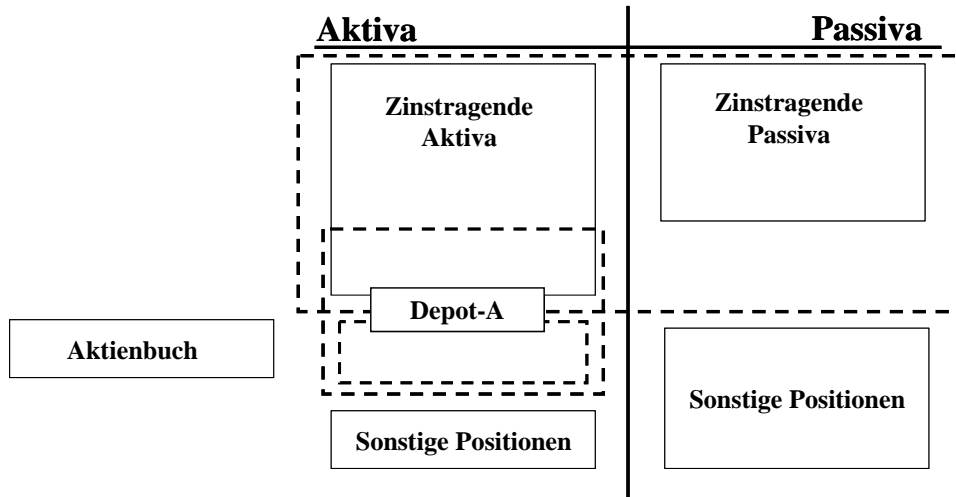 Aktiva
Passiva
Zinstragende
Aktiva
Zinstragende
Passiva
Depot-A
Aktienbuch
Sonstige Positionen
Sonstige Positionen